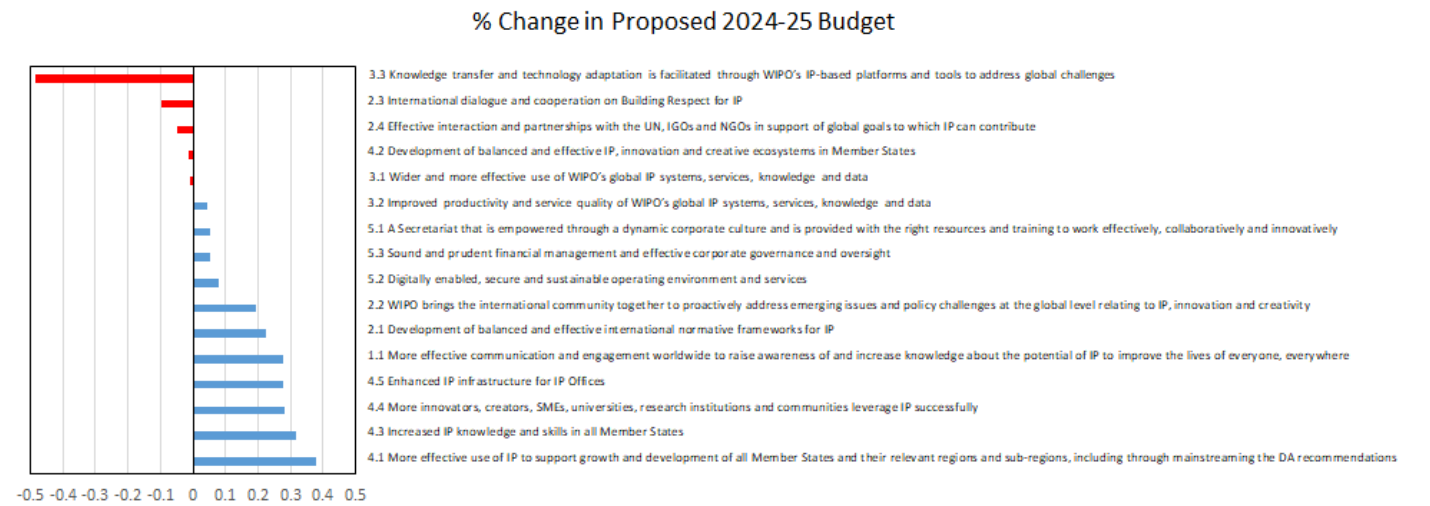 % Change in Proposed 2024-25 Budget
3.3 Knowledge transfer and technology adaptation is facilitated through WIPO's IP-based platforms and tools to address global challenges
2.3 International dialogue and cooperation on Building Respect for IP
2.4 Effective interaction and partnerships with the UN, IGOs and NGOs in support of global goals to which IP can contribute
4.2 Development of balanced and effective IP, innovation and creative ecosystems in Member States
3.1 Wider and more effective use of WIPO's global IP systems, services, knowledge and data
3.2 Improved productivity and service quality of WIPO's global IP systems, services, knowledge and data
5.1 A Secretariat that is empowered through a dynamic corporate culture and is provided with the right resources and training to work effectively, collaboratively and innovatively
5.3 Sound and prudent financial management and effective corporate governance and oversight
5.2 Digitally enabled, secure and sustainable operating environment and services
2.2 WIPO brings the international community together to proactively address emerging issues and policy challenges at the global level relating to IP, innovation and creativity
2.1 Development of balanced and effective international normative frameworks for IP
1.1 More effective communication and engagement worldwide to raise awareness of and increase knowledge about the potential of IP to improve the lives of everyone, everywhere
4.5 Enhanced IP infrastructure for IP Offices
4.4 More innovators, creators, SMEs, universities, research institutions and communities leverage IP successfully
4.3 Increased IP knowledge and skills in all Member States
4.1 More effective use of IP to support growth and development of all Member States and their relevant regions and sub-regions, including through mainstreaming the DA recommendations
-0.5 -0.4 -0.3 -0.2 -0.1 0 0.1 0.2 0.3 0.4 0.5